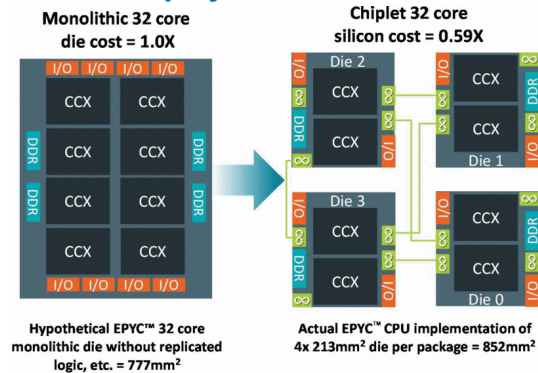 Monolithic 32 core
die cost = 1.0X
I/O I/O I/O I/O
CCX CCX
DDR CCX CCX DDR
DDR CCX CCX DDR
CCX CCX
I/O I/O I/O I/O
Hypothetical EPYC™ 32 core
monolithic die without replicated
logic, etc. = 777mm²
Chiplet 32 core
silicon cost = 0.59X
Die 2
I/O
CCX
DDR
CCX
I/O
I/O
CCX
DDR
CCX
I/O
Die 1
Die 3
I/O
CCX
DDR
CCX
I/O
I/O
CCX
DDR
CCX
I/O
Die 0
Actual EPYC™ CPU implementation of
4x 213mm² die per package = 852mm²